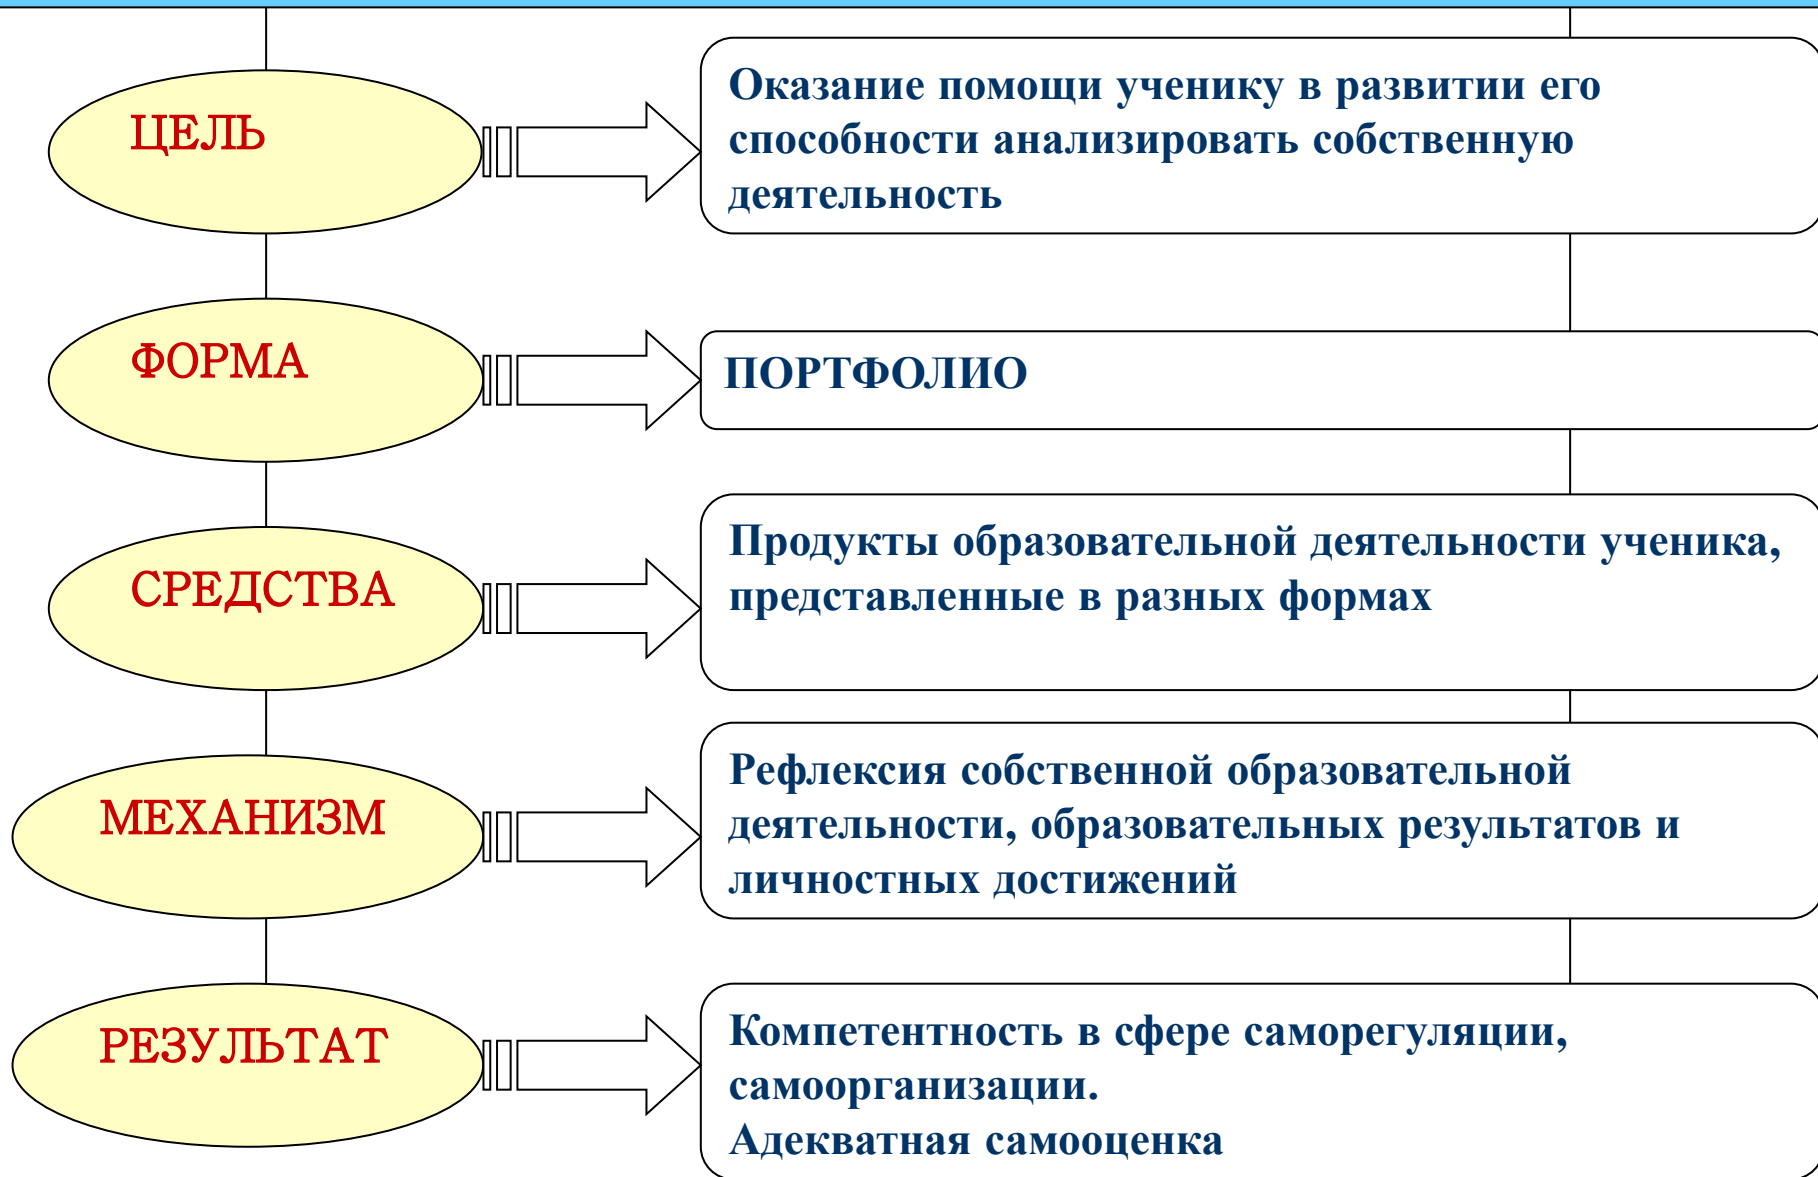 ЦЕЛЬ
Оказание помощи ученику в развитии его
способности анализировать собственную
деятельность
ФОРМА
ПОРТФОЛИО
СРЕДСТВА
Продукты образовательной деятельности ученика,
представленные в разных формах
МЕХАНИЗМ
Рефлексия собственной образовательной
деятельности, образовательных результатов и
личностных достижений
РЕЗУЛЬТАТ
Компетентность в сфере саморегуляции,
самоорганизации.
Адекватная самооценка